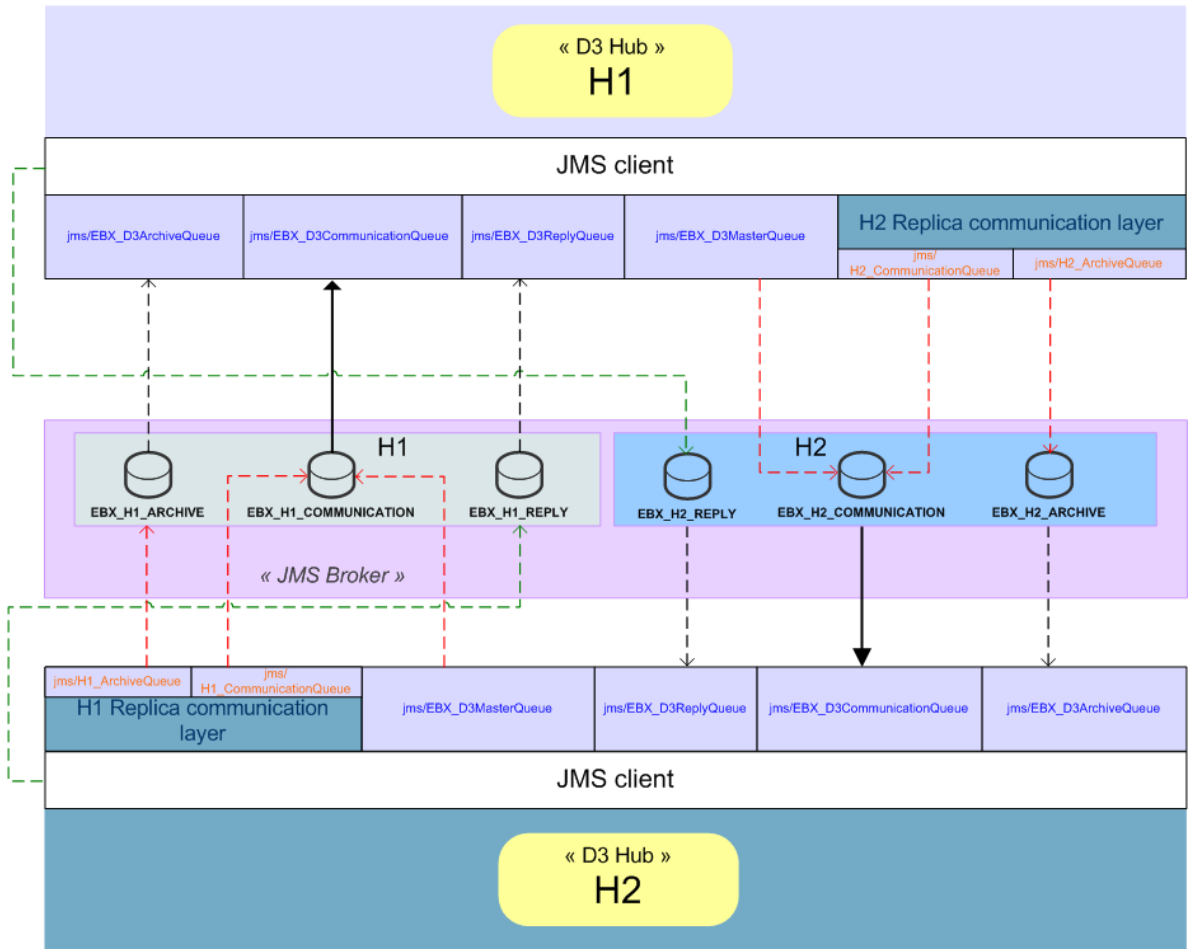 « D3 Hub »
H1
JMS client
jms/EBX_D3ArchiveQueue
jms/EBX_D3CommunicationQueue
jms/EBX_D3ReplyQueue
jms/EBX_D3MasterQueue
H2 Replica communication layer
jms/
H2_CommunicationQueue
jms/H2_ArchiveQueue
H1
H2
EBX_H1_ARCHIVE
EBX_H1_COMMUNICATION
EBX_H1_REPLY
EBX_H2_REPLY
EBX_H2_COMMUNICATION
EBX_H2_ARCHIVE
« JMS Broker »
jms/H1_ArchiveQueue
jms/
H1_CommunicationQueue
H1 Replica communication
layer
jms/EBX_D3MasterQueue
jms/EBX_D3ReplyQueue
jms/EBX_D3CommunicationQueue
jms/EBX_D3ArchiveQueue
JMS client
« D3 Hub »
H2